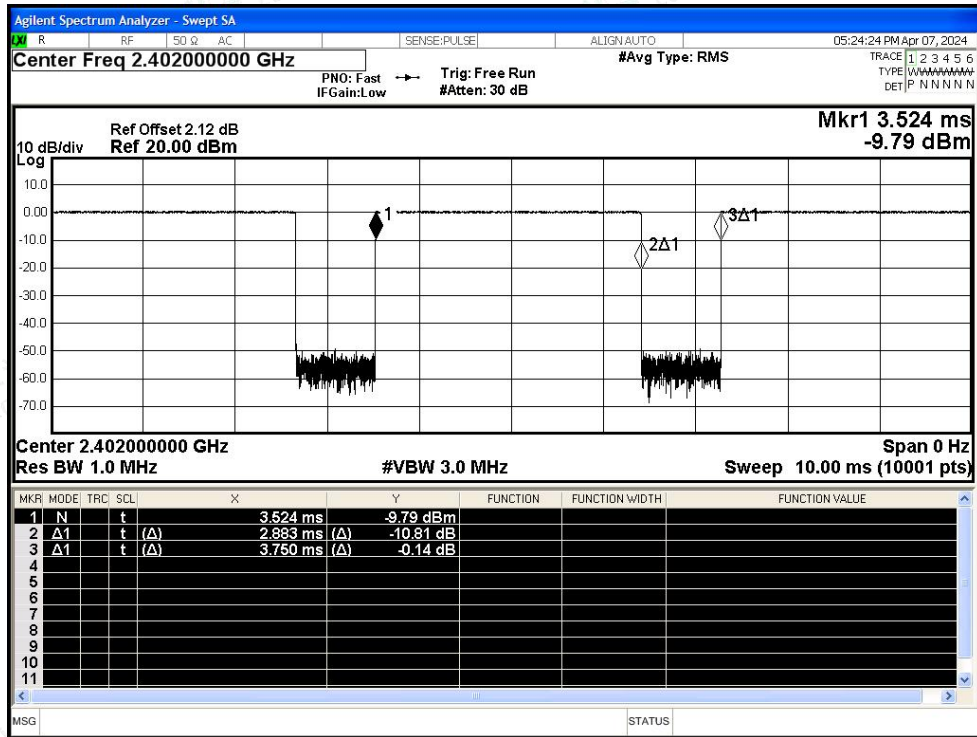 Agilent Spectrum Analyzer - Swept SA
LXI R RF 50 Ω AC SENSE:PULSE ALIGN AUTO 05:24:24 PM Apr 07, 2024
Center Freq 2.402000000 GHz #Avg Type: RMS TRACE 1 2 3 4 5 6
PNO: Fast Trig: Free Run TYPE WWWWWW
IFGain:Low #Atten: 30 dB DET P N N N N N
Mkr1 3.524 ms
Ref Offset 2.12 dB
10 dB/div Ref 20.00 dBm -9.79 dBm
Log
10.0
0.00 1 3Δ1
-10.0 2Δ1
-20.0
-30.0
-40.0
-50.0
-60.0
-70.0
Center 2.402000000 GHz Span 0 Hz
Res BW 1.0 MHz #VBW 3.0 MHz Sweep 10.00 ms (10001 pts)
MKR MODE TRC SCL X Y FUNCTION FUNCTION WIDTH FUNCTION VALUE
1 N t 3.524 ms -9.79 dBm
2 Δ1 t (Δ) 2.883 ms (Δ) -10.81 dB
3 Δ1 t (Δ) 3.750 ms (Δ) -0.14 dB
4
5
6
7
8
9
10
11
MSG STATUS